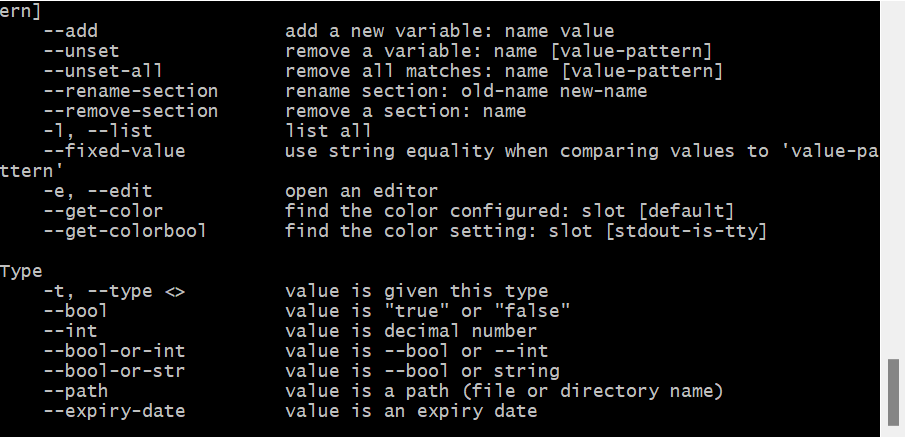 ern]
    --add                 add a new variable: name value
    --unset               remove a variable: name [value-pattern]
    --unset-all           remove all matches: name [value-pattern]
    --rename-section      rename section: old-name new-name
    --remove-section      remove a section: name
    -l, --list            list all
    --fixed-value         use string equality when comparing values to 'value-pa
ttern'
    -e, --edit            open an editor
    --get-color           find the color configured: slot [default]
    --get-colorbool       find the color setting: slot [stdout-is-tty]

Type
    -t, --type <>         value is given this type
    --bool                value is "true" or "false"
    --int                 value is decimal number
    --bool-or-int         value is --bool or --int
    --bool-or-str         value is --bool or string
    --path                value is a path (file or directory name)
    --expiry-date         value is an expiry date